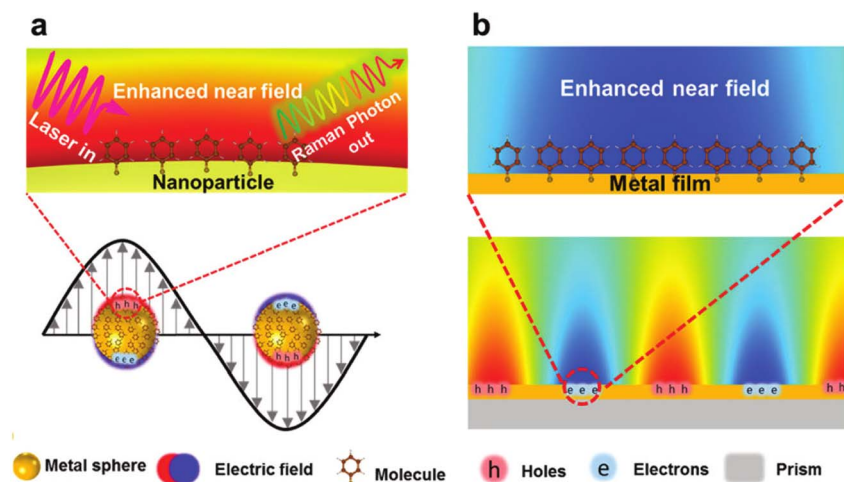 a
Enhanced near field
Laser in
Raman Photon
out
Nanoparticle
h h h
e e e
e e e
h h h
b
Enhanced near field
Metal film
h h h
e e e
h h h
e e e
h h
Metal sphere
Electric field
Molecule
h Holes
e Electrons
Prism